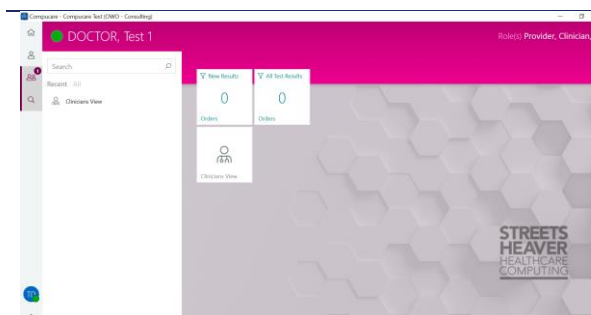 Compucare - Compucare Test (OWO - Consulting)
DOCTOR, Test 1
Role(s) Provider, Clinician,
Search
Recent All
Clinicians View
New Results
All Test Results
0
0
Orders
Orders
Clinicians View
STREETS
HEAVER
HEALTHCARE
COMPUTING